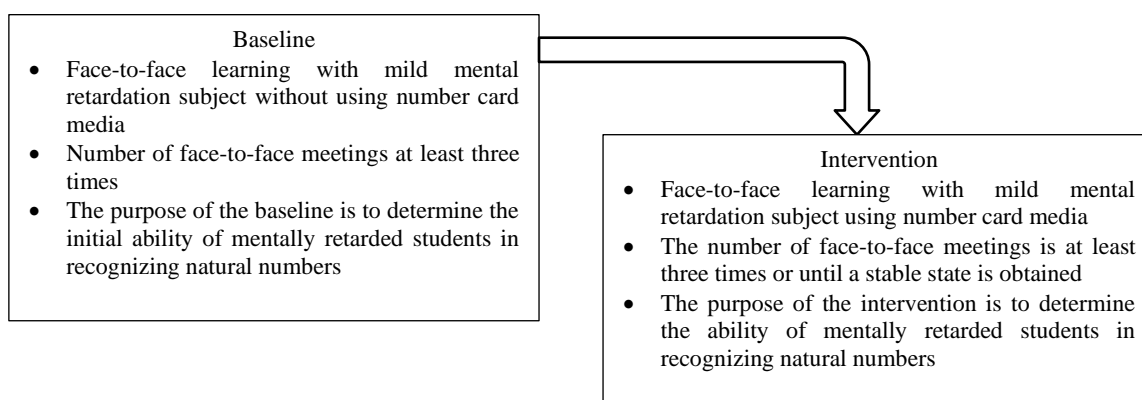 Baseline
• Face-to-face learning with mild mental
retardation subject without using number card
media
• Number of face-to-face meetings at least three
times
• The purpose of the baseline is to determine the
initial ability of mentally retarded students in
recognizing natural numbers
Intervention
• Face-to-face learning with mild mental
retardation subject using number card media
• The number of face-to-face meetings is at least
three times or until a stable state is obtained
• The purpose of the intervention is to determine
the ability of mentally retarded students in
recognizing natural numbers